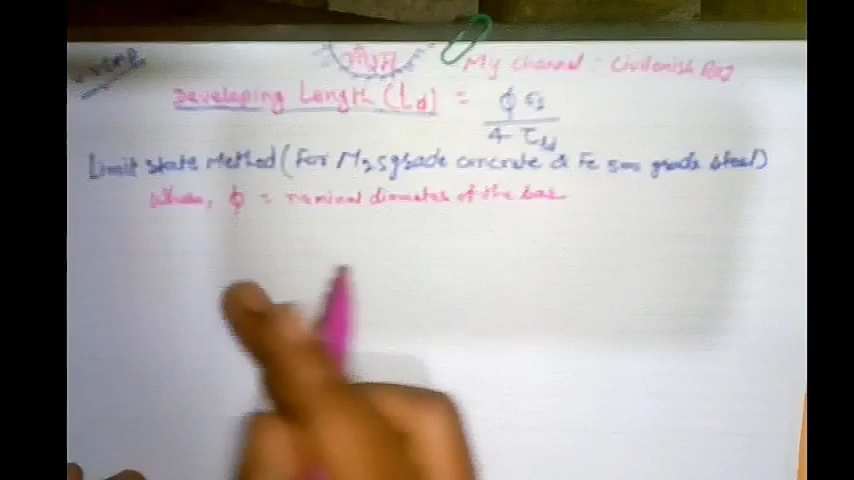 My channel : Civilonish Raj
Developing Length (Ld) = ϕ σs / 4 τbd
Limit state Method (For M25 grade concrete & Fe 500 grade steel)
Where, ϕ = nominal diameter of the bar